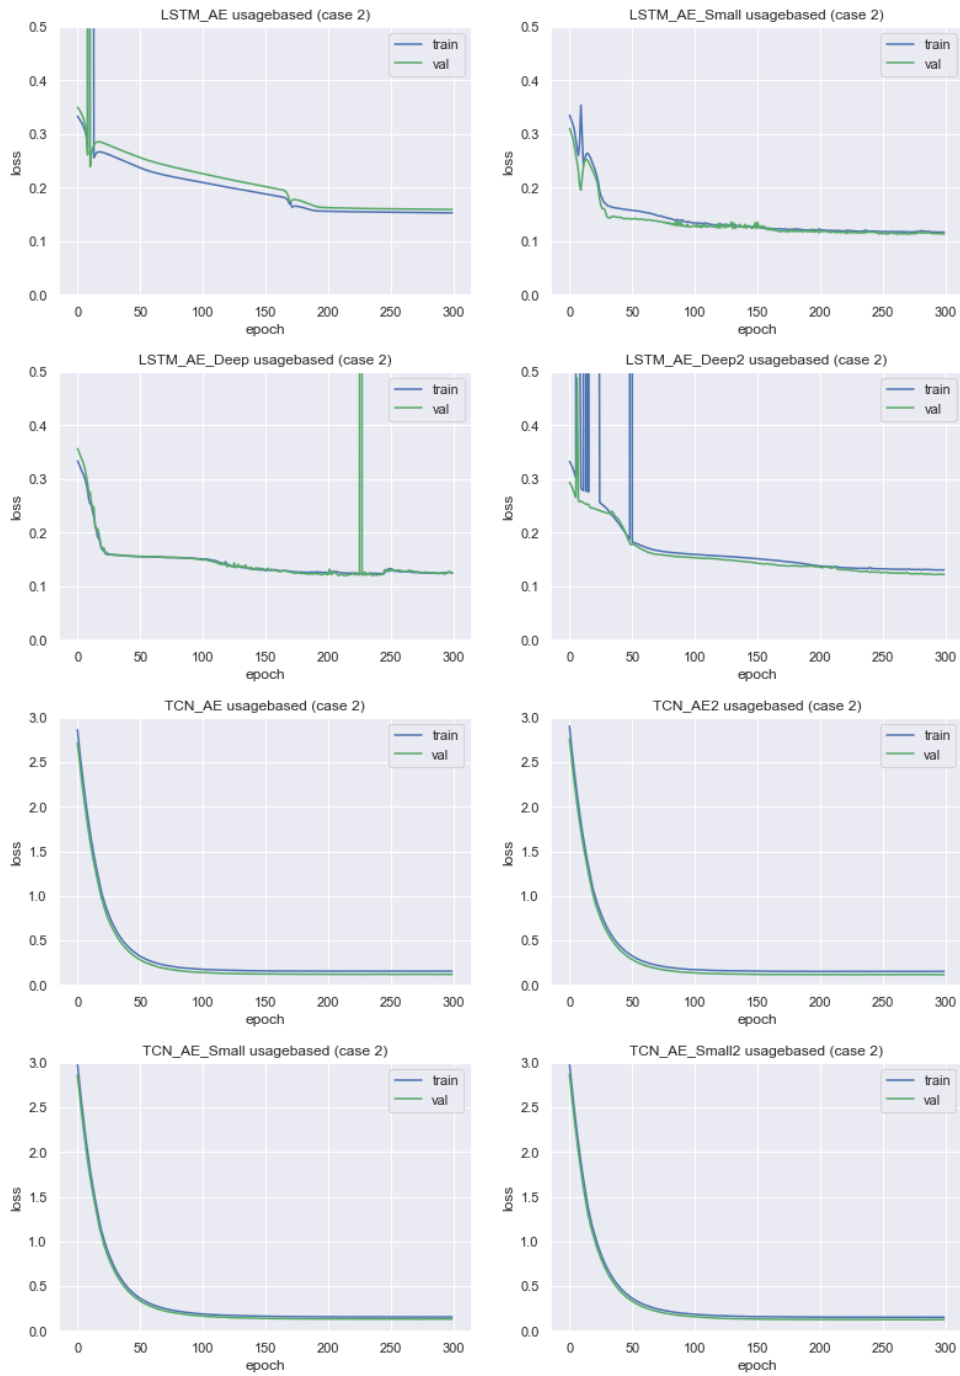 LSTM_AE usagebased (case 2)
0.5
0.4
0.3
0.2
0.1
0.0
loss
train
val
0 50 100 150 200 250 300
epoch
LSTM_AE_Small usagebased (case 2)
0.5
0.4
0.3
0.2
0.1
0.0
loss
train
val
0 50 100 150 200 250 300
epoch
LSTM_AE_Deep usagebased (case 2)
0.5
0.4
0.3
0.2
0.1
0.0
loss
train
val
0 50 100 150 200 250 300
epoch
LSTM_AE_Deep2 usagebased (case 2)
0.5
0.4
0.3
0.2
0.1
0.0
loss
train
val
0 50 100 150 200 250 300
epoch
TCN_AE usagebased (case 2)
3.0
2.5
2.0
1.5
1.0
0.5
0.0
loss
train
val
0 50 100 150 200 250 300
epoch
TCN_AE2 usagebased (case 2)
3.0
2.5
2.0
1.5
1.0
0.5
0.0
loss
train
val
0 50 100 150 200 250 300
epoch
TCN_AE_Small usagebased (case 2)
3.0
2.5
2.0
1.5
1.0
0.5
0.0
loss
train
val
0 50 100 150 200 250 300
epoch
TCN_AE_Small2 usagebased (case 2)
3.0
2.5
2.0
1.5
1.0
0.5
0.0
loss
train
val
0 50 100 150 200 250 300
epoch